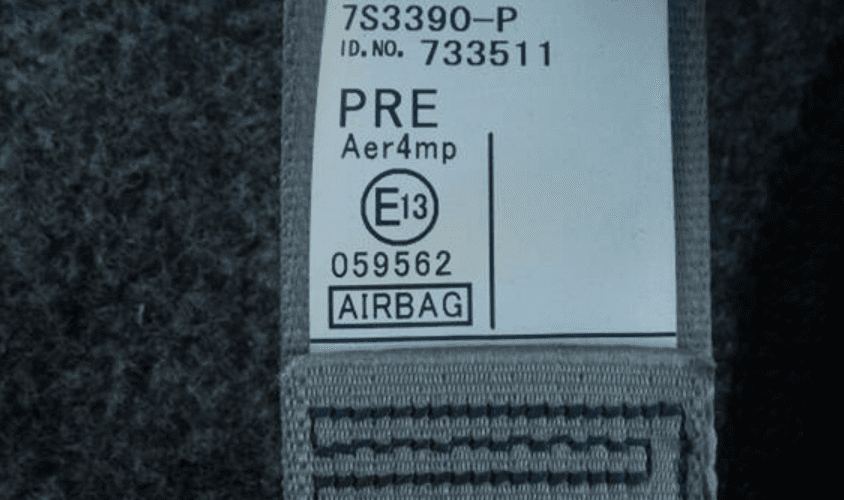 7S3390-P
ID.NO. 733511
PRE
Aer4mp
E13
059562
AIRBAG